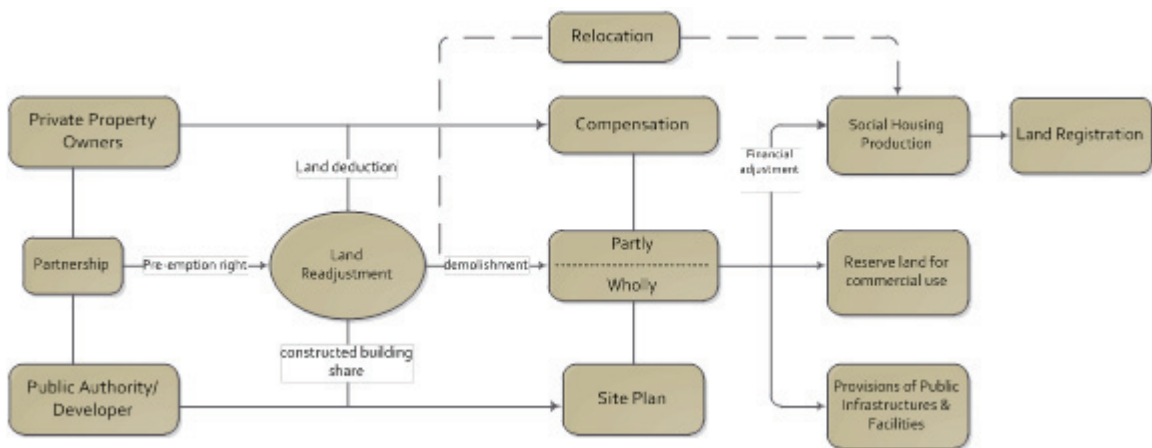 Relocation
Private Property
Owners
Compensation
Social Housing
Production
Land Registration
Financial
adjustment
Land deduction
Partnership
Pre-emption right
Land
Readjustment
demolishment
Partly
Wholly
Reserve land for
commercial use
constructed building
share
Public Authority/
Developer
Site Plan
Provisions of Public
Infrastructures &
Facilities